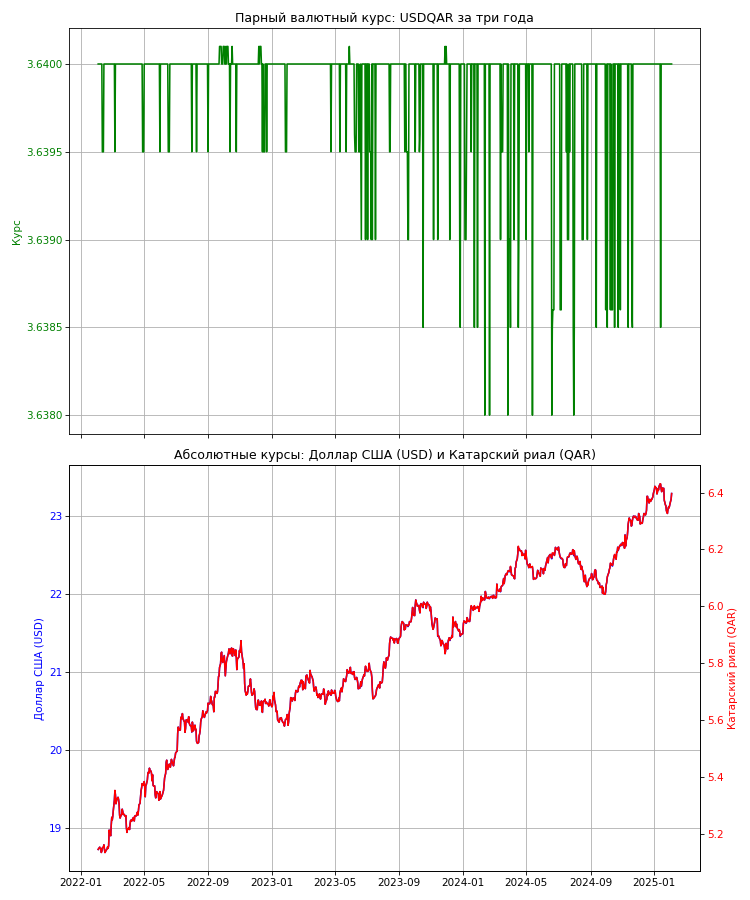 Парный валютный курс: USDQAR за три года
3.6400
3.6395
3.6390
3.6385
3.6380
Курс
Абсолютные курсы: Доллар США (USD) и Катарский риал (QAR)
23
22
21
20
19
Доллар США (USD)
6.4
6.2
6.0
5.8
5.6
5.4
5.2
Катарский риал (QAR)
2022-01 2022-05 2022-09 2023-01 2023-05 2023-09 2024-01 2024-05 2024-09 2025-01